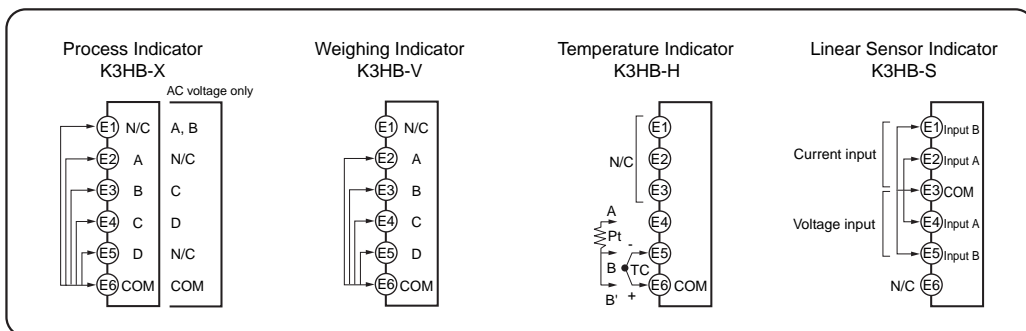 Process Indicator
K3HB-X
AC voltage only
E1 N/C A, B
E2 A N/C
E3 B C
E4 C D
E5 D N/C
E6 COM COM
Weighing Indicator
K3HB-V
E1 N/C
E2 A
E3 B
E4 C
E5 D
E6 COM
Temperature Indicator
K3HB-H
E1
N/C E2
E3
A E4
Pt
- E5
B TC
B' + E6 COM
Linear Sensor Indicator
K3HB-S
E1 Input B
Current input
E2 Input A
E3 COM
Voltage input
E4 Input A
E5 Input B
N/C E6